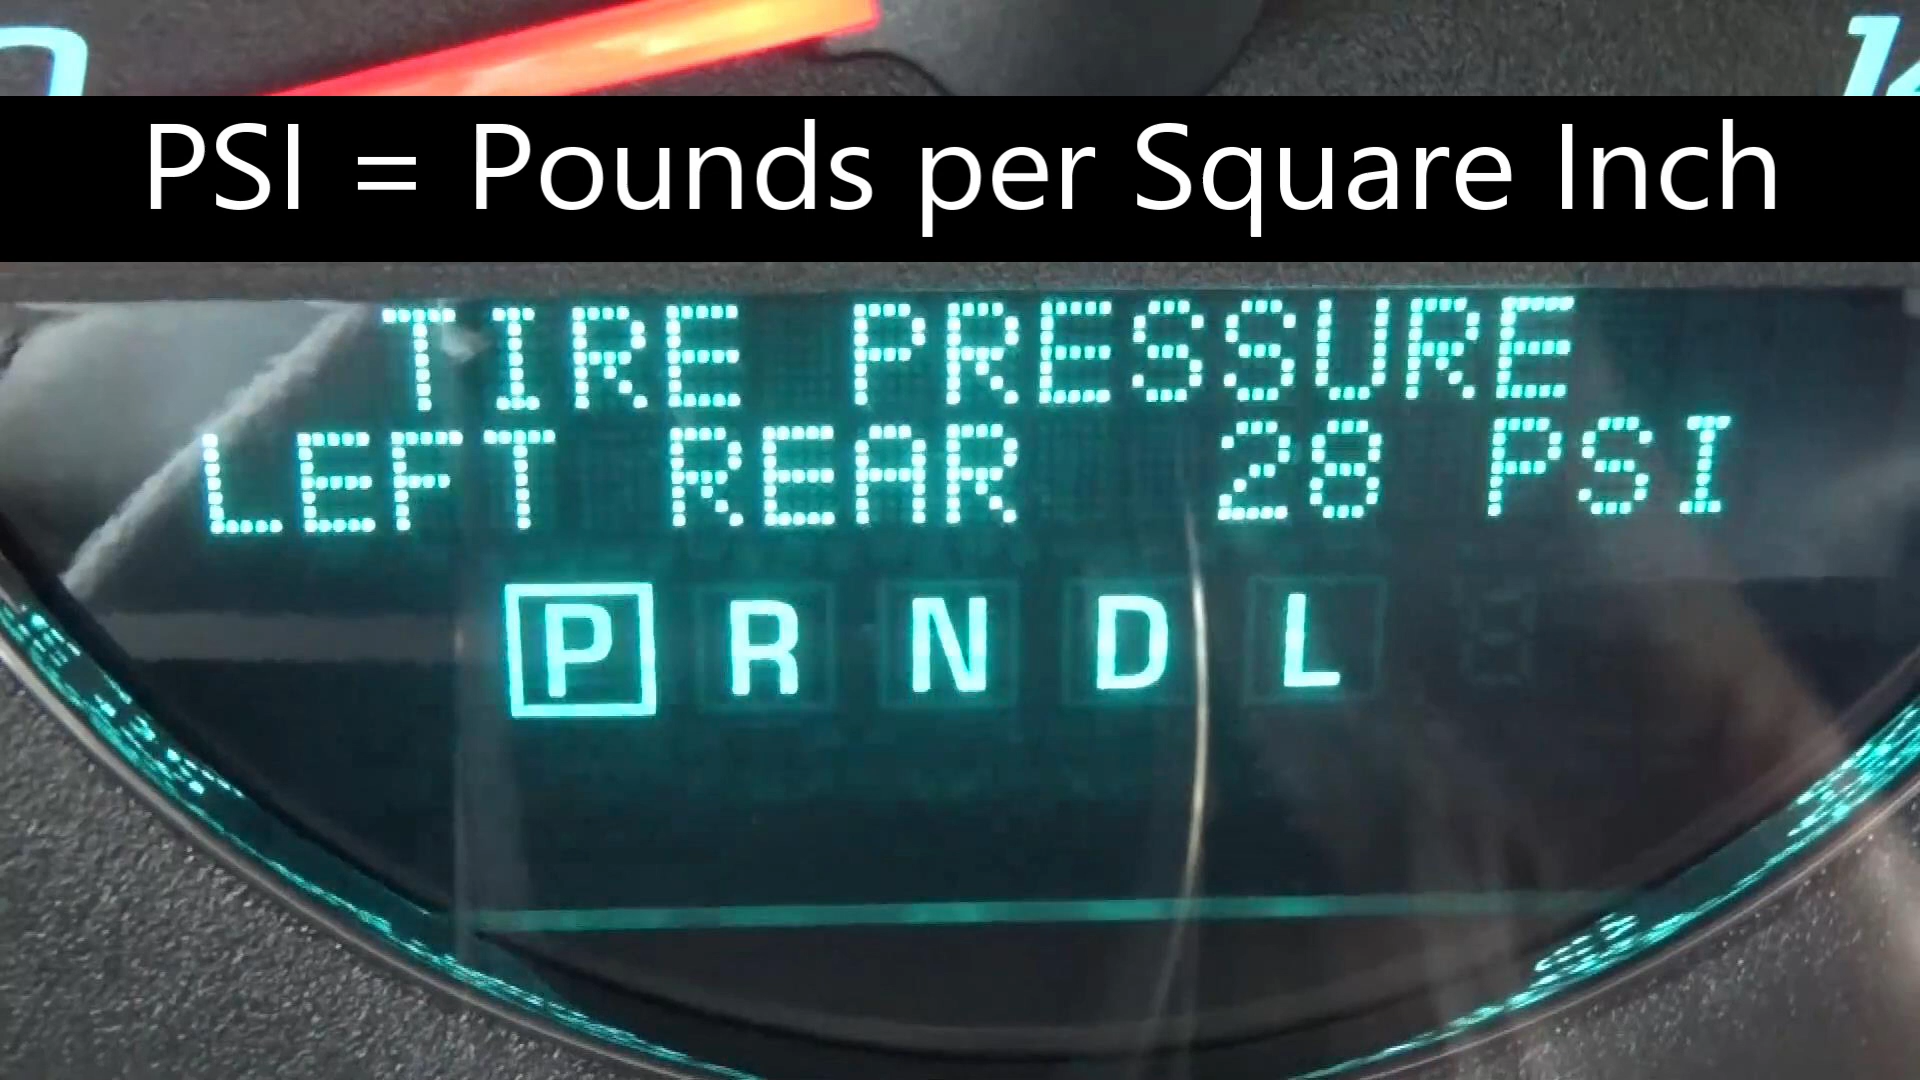 PSI = Pounds per Square Inch
TIRE PRESSURE
LEFT REAR 28 PSI
P R N D L